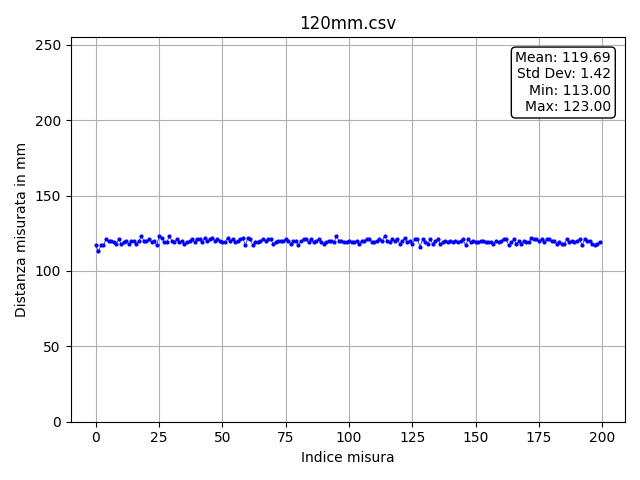 120mm.csv
Mean: 119.69
Std Dev: 1.42
Min: 113.00
Max: 123.00
Distanza misurata in mm
250
200
150
100
50
0
0 25 50 75 100 125 150 175 200
Indice misura